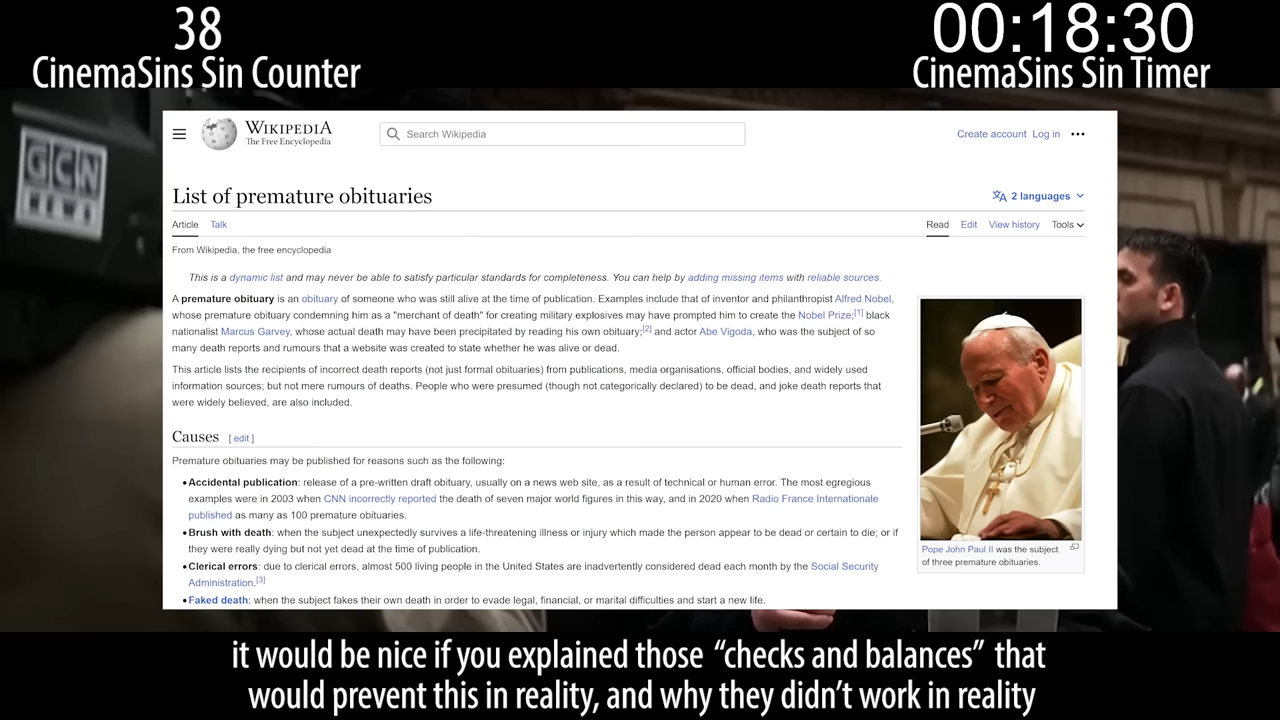 38
CinemaSins Sin Counter
00:18:30
CinemaSins Sin Timer
GCN
NEWS
WIKIPEDIA
The Free Encyclopedia
Search Wikipedia
Create account Log in
List of premature obituaries
2 languages
Article Talk
Read Edit View history Tools
From Wikipedia, the free encyclopedia
This is a dynamic list and may never be able to satisfy particular standards for completeness. You can help by adding missing items with reliable sources.
A premature obituary is an obituary of someone who was still alive at the time of publication. Examples include that of inventor and philanthropist Alfred Nobel,
whose premature obituary condemning him as a "merchant of death" for creating military explosives may have prompted him to create the Nobel Prize;[1] black
nationalist Marcus Garvey, whose actual death may have been precipitated by reading his own obituary;[2] and actor Abe Vigoda, who was the subject of so
many death reports and rumours that a website was created to state whether he was alive or dead.
This article lists the recipients of incorrect death reports (not just formal obituaries) from publications, media organisations, official bodies, and widely used
information sources; but not mere rumours of deaths. People who were presumed (though not categorically declared) to be dead, and joke death reports that
were widely believed, are also included.
Causes [ edit ]
Premature obituaries may be published for reasons such as the following:
• Accidental publication: release of a pre-written draft obituary, usually on a news web site, as a result of technical or human error. The most egregious
examples were in 2003 when CNN incorrectly reported the death of seven major world figures in this way, and in 2020 when Radio France Internationale
published as many as 100 premature obituaries.
• Brush with death: when the subject unexpectedly survives a life-threatening illness or injury which made the person appear to be dead or certain to die; or if
they were really dying but not yet dead at the time of publication.
• Clerical errors: due to clerical errors, almost 500 living people in the United States are inadvertently considered dead each month by the Social Security
Administration.[3]
• Faked death: when the subject fakes their own death in order to evade legal, financial, or marital difficulties and start a new life.
Pope John Paul II was the subject
of three premature obituaries.
it would be nice if you explained those “checks and balances” that
would prevent this in reality, and why they didn’t work in reality